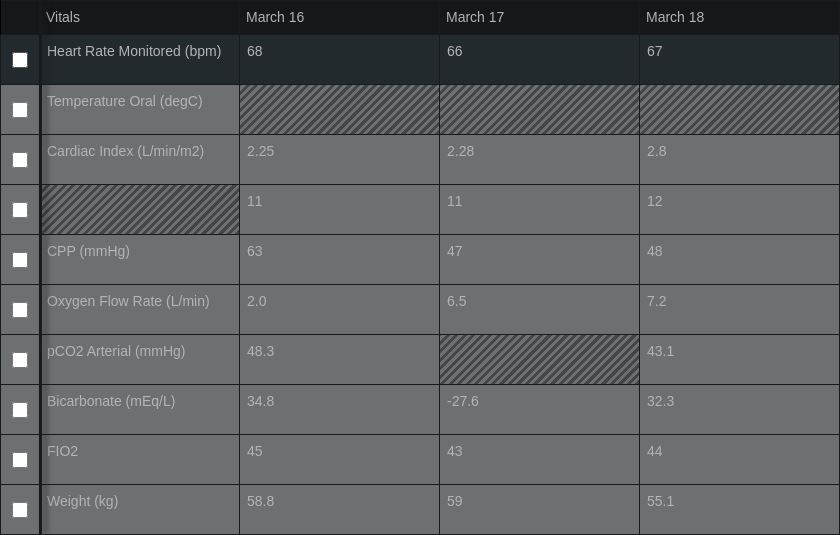 Vitals March 16 March 17 March 18
Heart Rate Monitored (bpm) 68 66 67
Temperature Oral (degC)
Cardiac Index (L/min/m2) 2.25 2.28 2.8
11 11 12
CPP (mmHg) 63 47 48
Oxygen Flow Rate (L/min) 2.0 6.5 7.2
pCO2 Arterial (mmHg) 48.3 43.1
Bicarbonate (mEq/L) 34.8 -27.6 32.3
FIO2 45 43 44
Weight (kg) 58.8 59 55.1